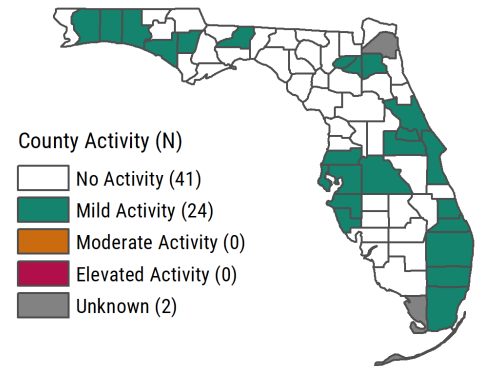 County Activity (N)
No Activity (41)
Mild Activity (24)
Moderate Activity (0)
Elevated Activity (0)
Unknown (2)